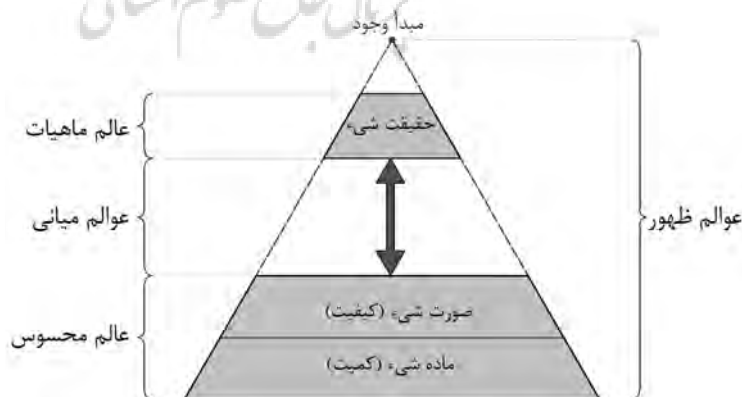 مبدأ وجود
حقیقت شیء
عالم ماهیات
عوالم میانی
عوالم ظهور
صورت شیء (کیفیت)
عالم محسوس
ماده شیء (کمیت)